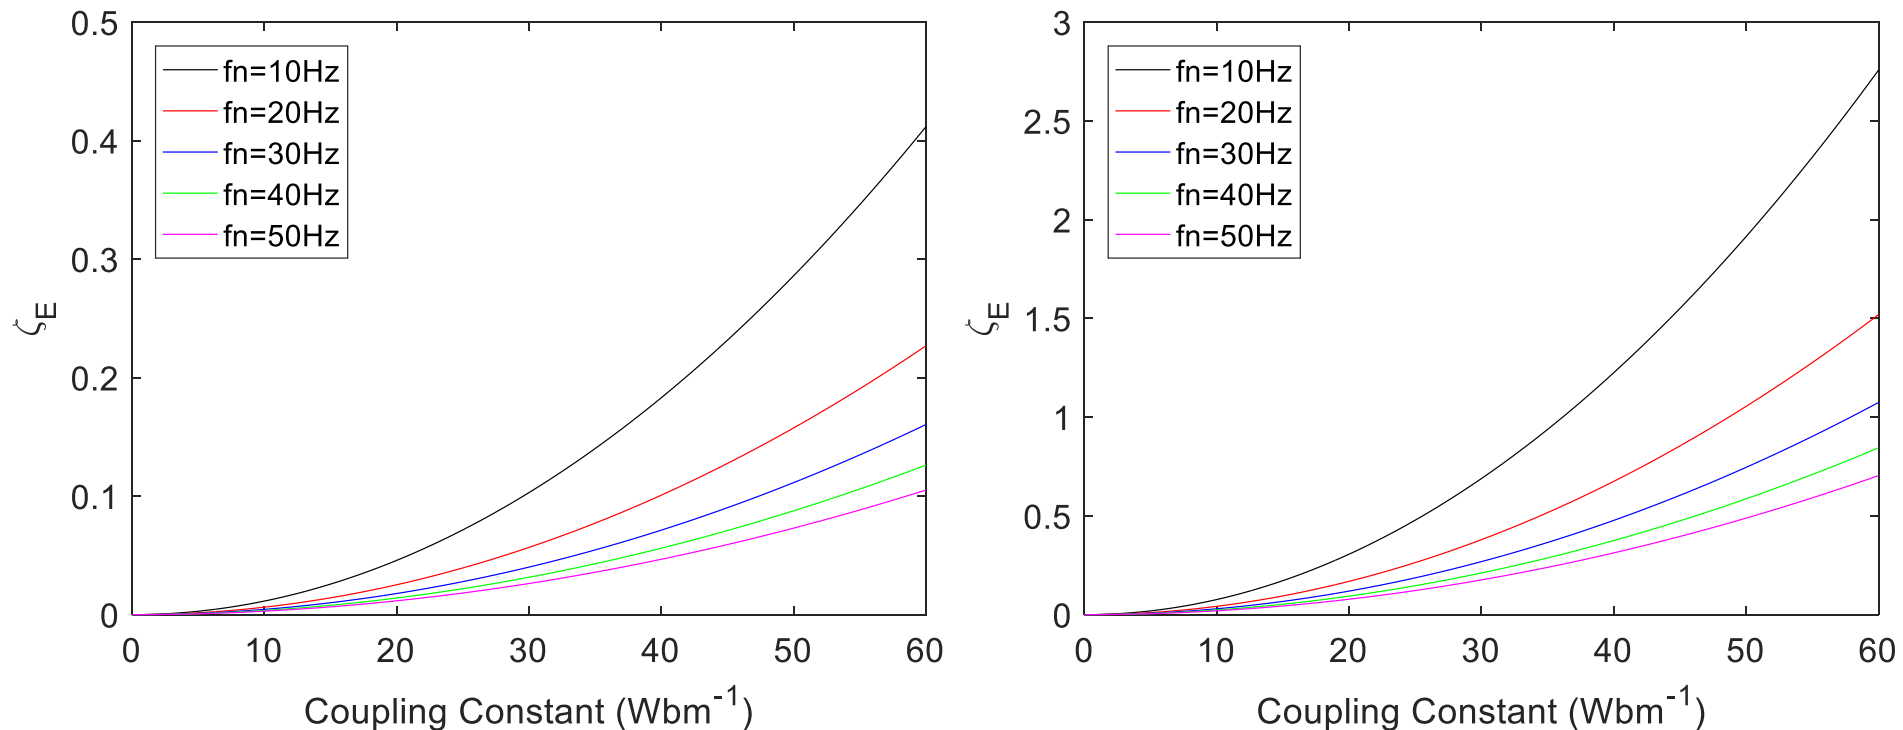 0.5
0.4
0.3
0.2
0.1
0
ζE
fn=10Hz
fn=20Hz
fn=30Hz
fn=40Hz
fn=50Hz
0 10 20 30 40 50 60
Coupling Constant (Wbm-1)
3
2.5
2
1.5
1
0.5
0
ζE
fn=10Hz
fn=20Hz
fn=30Hz
fn=40Hz
fn=50Hz
0 10 20 30 40 50 60
Coupling Constant (Wbm-1)